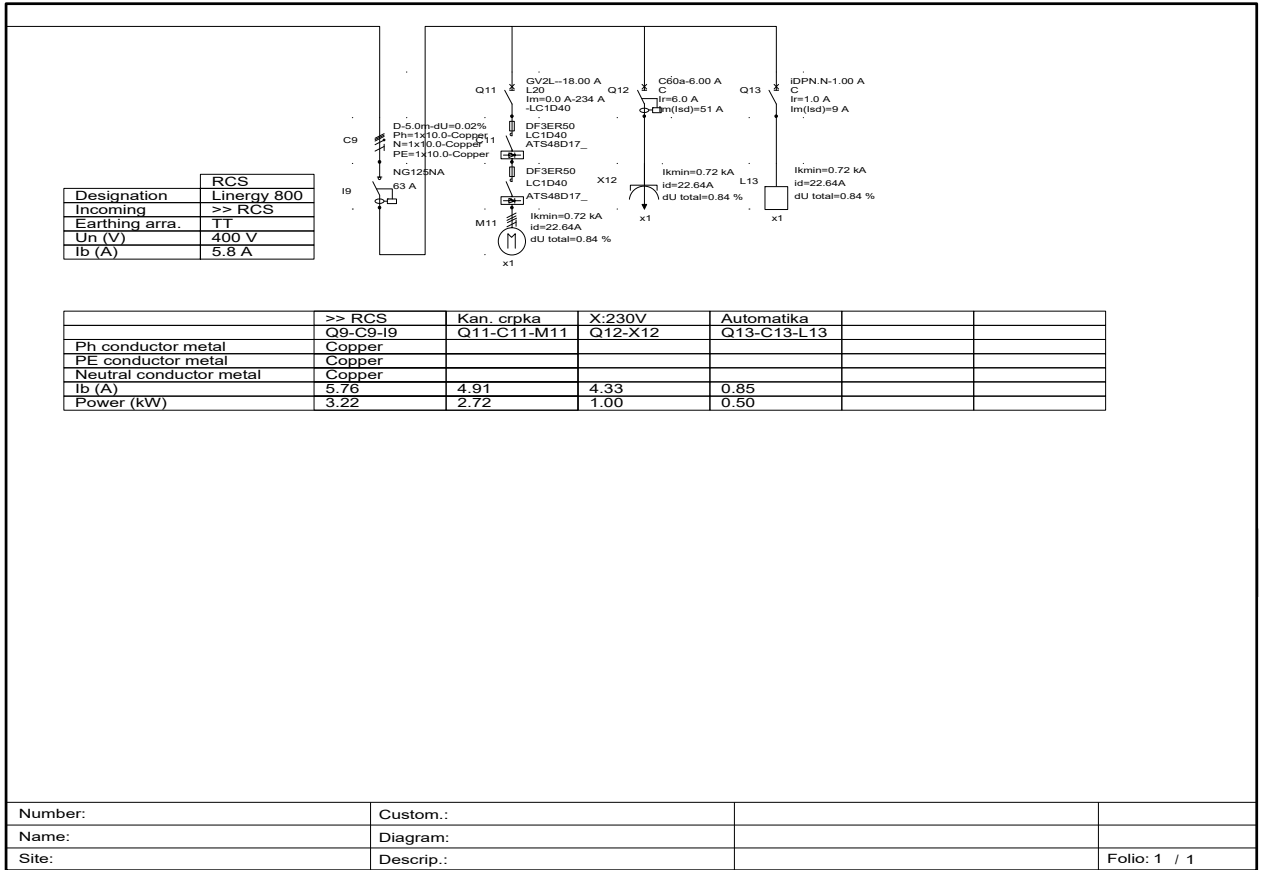 Q11
GV2L--18.00 A
L20
Im=0.0 A-234 A
-LC1D40
Q12
C60a-6.00 A
C
Ir=6.0 A
Im(Isd)=51 A
Q13
iDPN.N-1.00 A
C
Ir=1.0 A
Im(Isd)=9 A
C9
D-5.0m-dU=0.02%
Ph=1x10.0-Copper
N=1x10.0-Copper
PE=1x10.0-Copper
C11
DF3ER50
LC1D40
ATS48D17_
I9
NG125NA
63 A
DF3ER50
LC1D40
ATS48D17_
X12
Ikmin=0.72 kA
id=22.64A
dU total=0.84 %
x1
L13
Ikmin=0.72 kA
id=22.64A
dU total=0.84 %
x1
M11
M
Ikmin=0.72 kA
id=22.64A
dU total=0.84 %
x1
RCS
Designation Linergy 800
Incoming >> RCS
Earthing arra. TT
Un (V) 400 V
Ib (A) 5.8 A
>> RCS Kan. crpka X:230V Automatika
Q9-C9-I9 Q11-C11-M11 Q12-X12 Q13-C13-L13
Ph conductor metal Copper
PE conductor metal Copper
Neutral conductor metal Copper
Ib (A) 5.76 4.91 4.33 0.85
Power (kW) 3.22 2.72 1.00 0.50
Number: Custom.:
Name: Diagram:
Site: Descrip.: Folio: 1 / 1